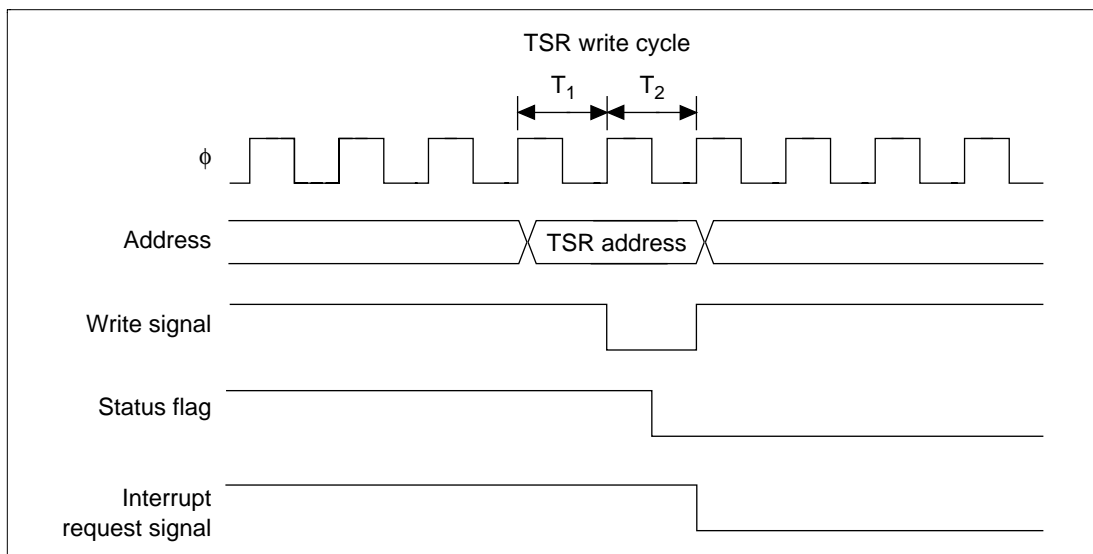 TSR write cycle
T1 T2
ϕ
Address
TSR address
Write signal
Status flag
Interrupt
request signal